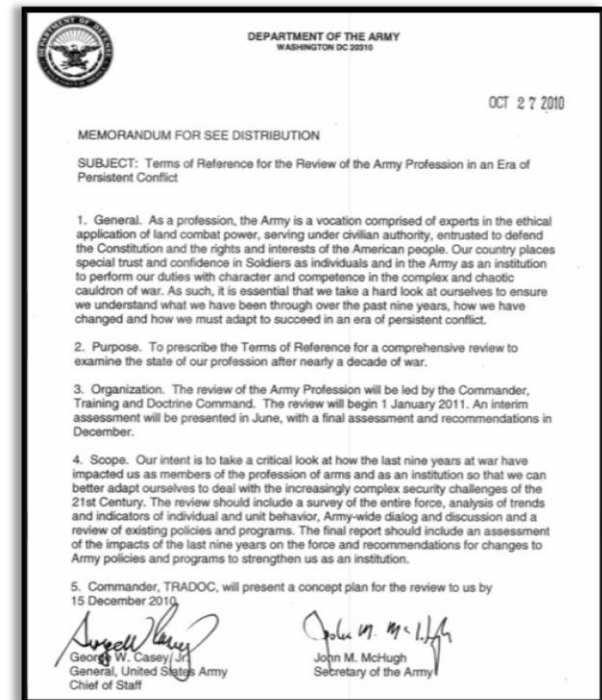 DEPARTMENT OF THE ARMY
WASHINGTON DC 20310
OCT 27 2010
MEMORANDUM FOR SEE DISTRIBUTION
SUBJECT: Terms of Reference for the Review of the Army Profession in an Era of
Persistent Conflict
1. General. As a profession, the Army is a vocation comprised of experts in the ethical
application of land combat power, serving under civilian authority, entrusted to defend
the Constitution and the rights and interests of the American people. Our country places
special trust and confidence in Soldiers as individuals and in the Army as an institution
to perform our duties with character and competence in the complex and chaotic
cauldron of war. As such, it is essential that we take a hard look at ourselves to ensure
we understand what we have been through over the past nine years, how we have
changed and how we must adapt to succeed in an era of persistent conflict.
2. Purpose. To prescribe the Terms of Reference for a comprehensive review to
examine the state of our profession after nearly a decade of war.
3. Organization. The review of the Army Profession will be led by the Commander,
Training and Doctrine Command. The review will begin 1 January 2011. An interim
assessment will be presented in June, with a final assessment and recommendations in
December.
4. Scope. Our intent is to take a critical look at how the last nine years at war have
impacted us as members of the profession of arms and as an institution so that we can
better adapt ourselves to deal with the increasingly complex security challenges of the
21st Century. The review should include a survey of the entire force, analysis of trends
and indicators of individual and unit behavior, Army-wide dialog and discussion and a
review of existing policies and programs. The final report should include an assessment
of the impacts of the last nine years on the force and recommendations for changes to
Army policies and programs to strengthen us as an institution.
5. Commander, TRADOC, will present a concept plan for the review to us by
15 December 2010.
George W. Casey, Jr.
General, United States Army
Chief of Staff
John M. McHugh
John M. McHugh
Secretary of the Army